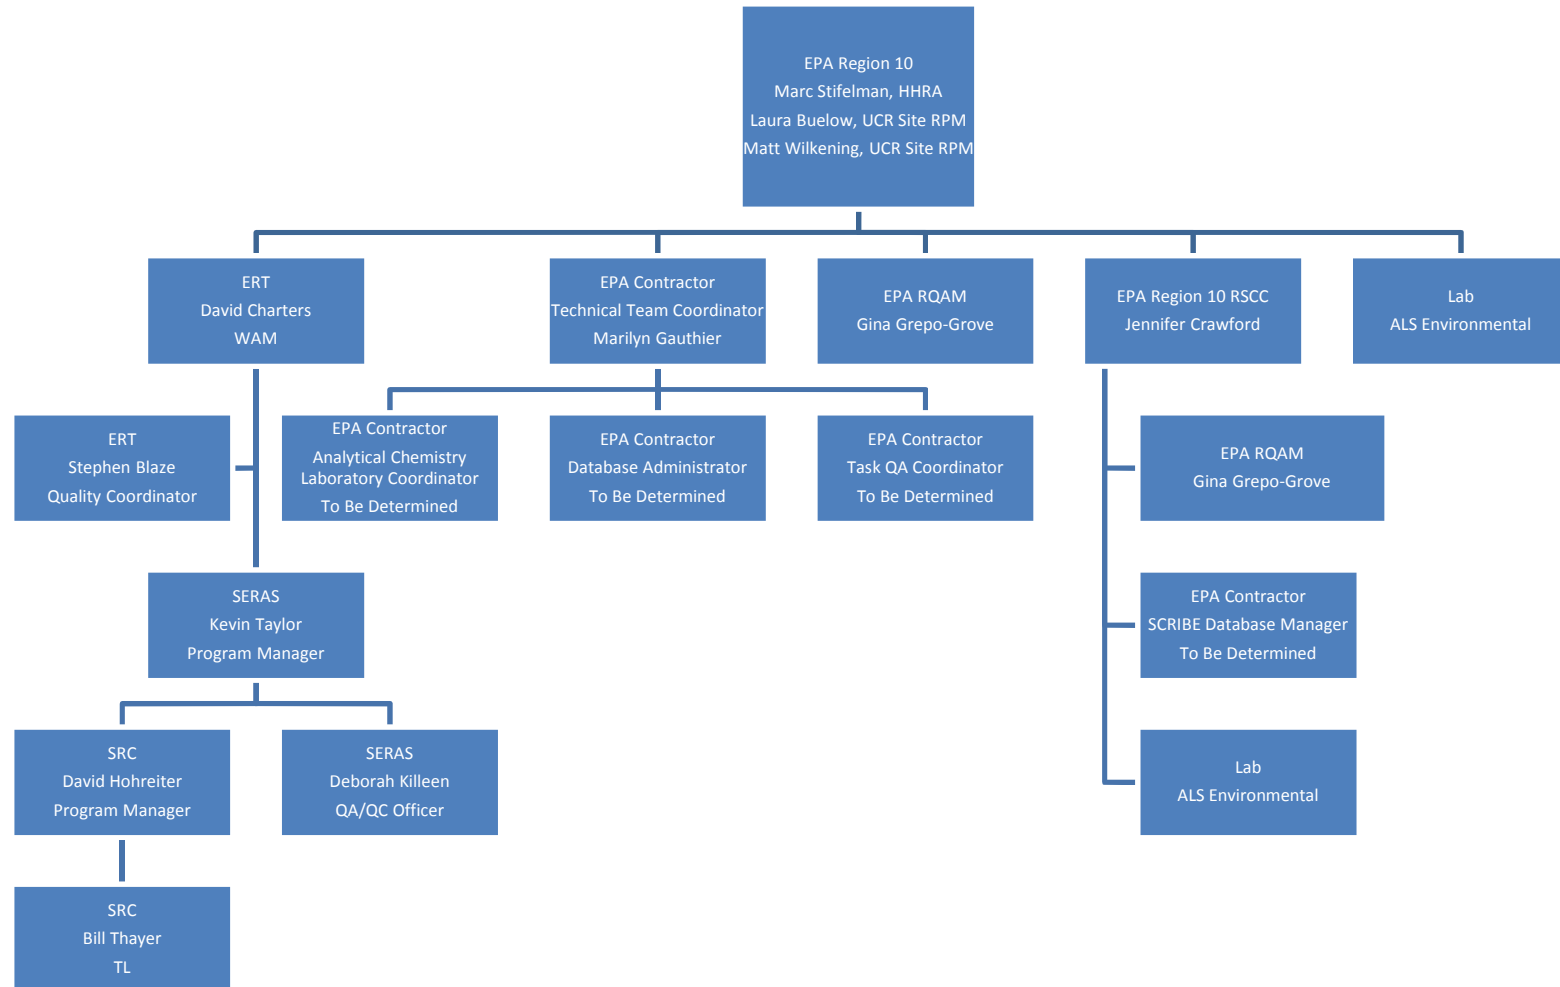 EPA Region 10
Marc Stifelman, HHRA
Laura Buelow, UCR Site RPM
Matt Wilkening, UCR Site RPM
ERT
David Charters
WAM
EPA Contractor
Technical Team Coordinator
Marilyn Gauthier
EPA RQAM
Gina Grepo-Grove
EPA Region 10 RSCC
Jennifer Crawford
Lab
ALS Environmental
ERT
Stephen Blaze
Quality Coordinator
EPA Contractor
Analytical Chemistry
Laboratory Coordinator
To Be Determined
EPA Contractor
Database Administrator
To Be Determined
EPA Contractor
Task QA Coordinator
To Be Determined
EPA RQAM
Gina Grepo-Grove
SERAS
Kevin Taylor
Program Manager
EPA Contractor
SCRIBE Database Manager
To Be Determined
SRC
David Hohreiter
Program Manager
SERAS
Deborah Killeen
QA/QC Officer
Lab
ALS Environmental
SRC
Bill Thayer
TL